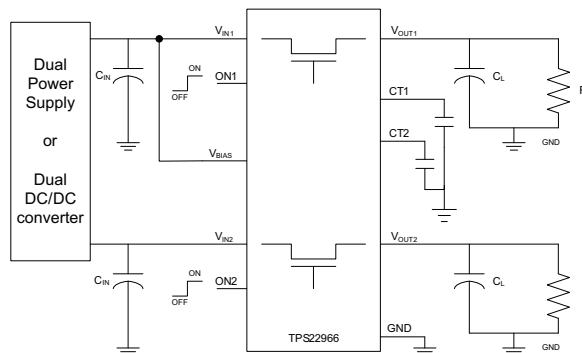 Dual
Power
Supply
or
Dual
DC/DC
converter
CIN
VIN1
ON
OFF
ON1
VBIAS
CIN
VIN2
ON
OFF
ON2
TPS22966
VOUT1
CL
GND
CT1
CT2
VOUT2
CL
GND
GND